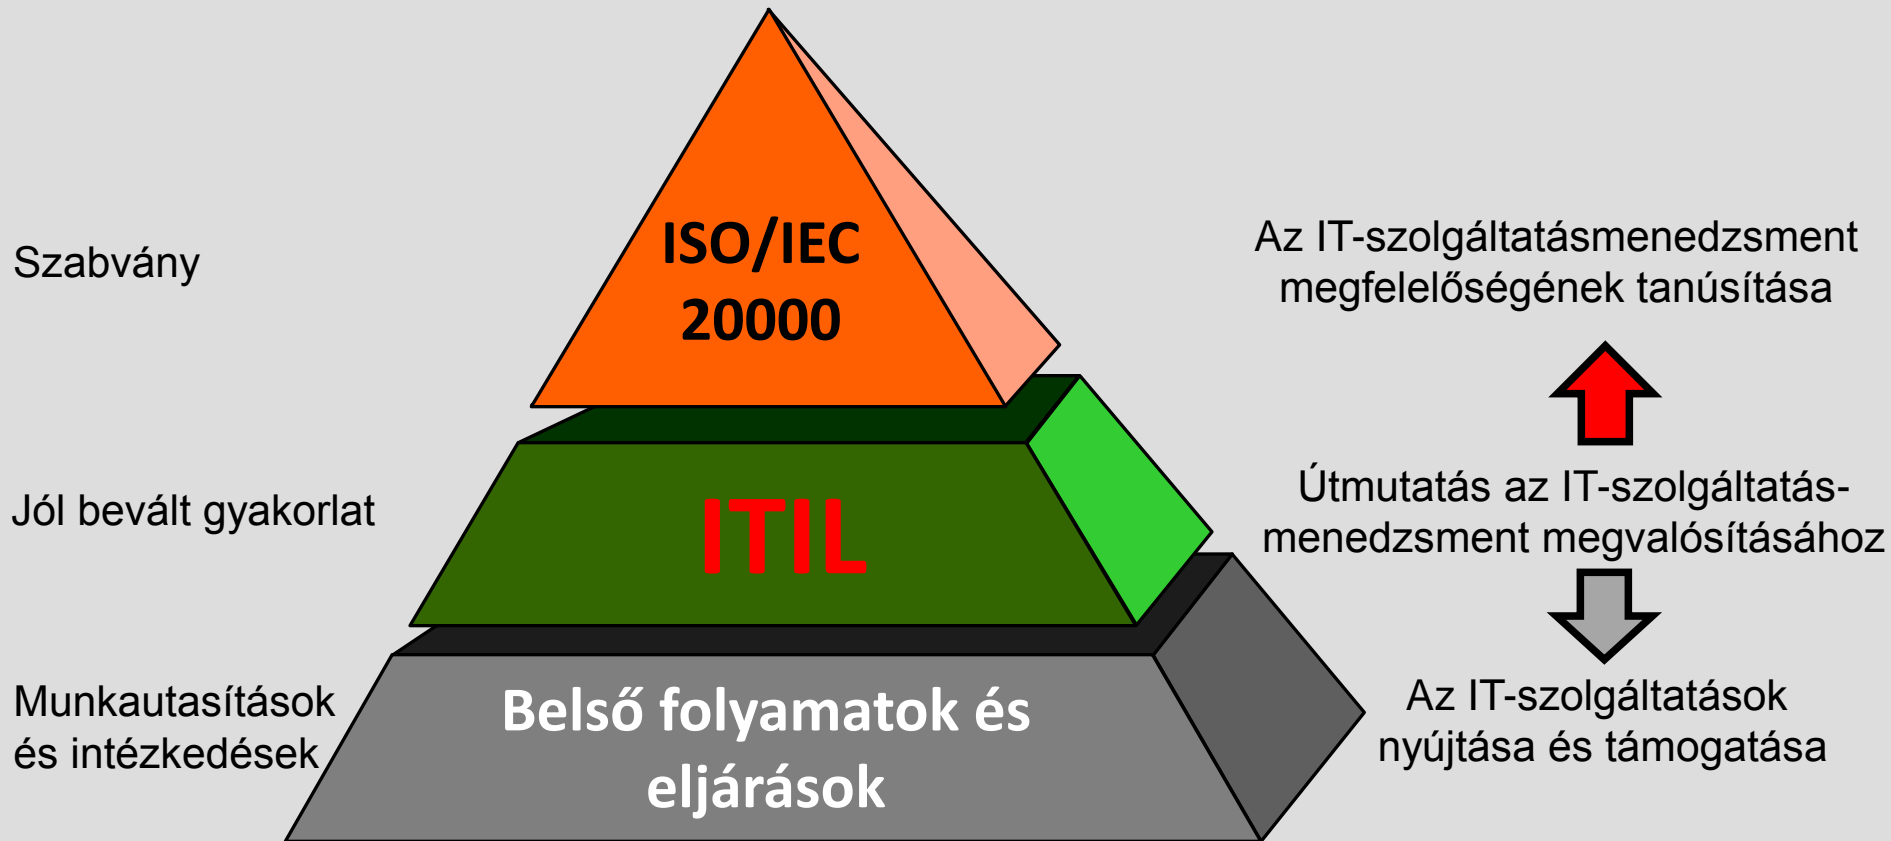 Szabvány
ISO/IEC
20000
Az IT-szolgáltatásmenedzsment
megfelelőségének tanúsítása
Jól bevált gyakorlat
ITIL
Útmutatás az IT-szolgáltatás-
menedzsment megvalósításához
Munkautasítások
és intézkedések
Belső folyamatok és
eljárások
Az IT-szolgáltatások
nyújtása és támogatása